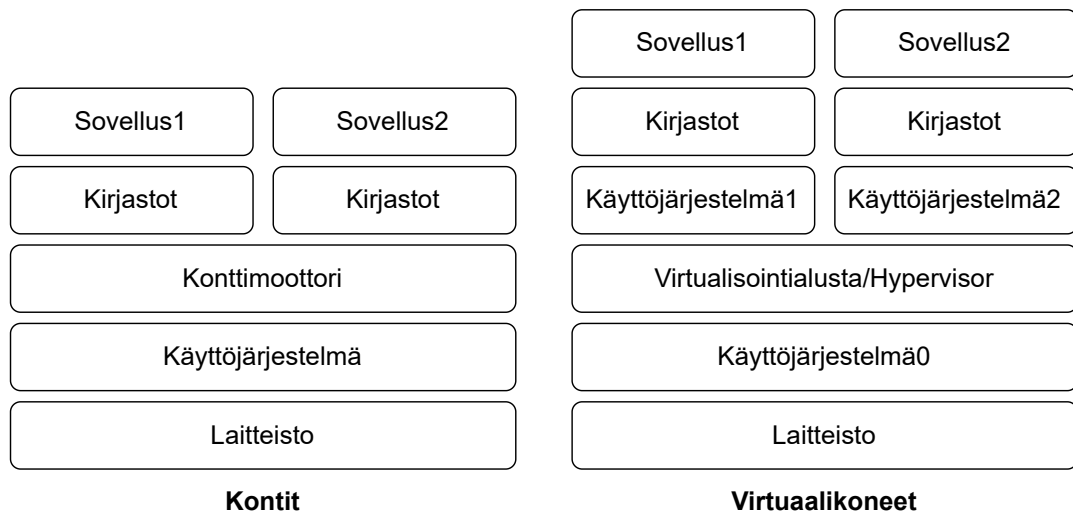 Sovellus1 Sovellus2
Sovellus1 Sovellus2
Kirjastot Kirjastot
Kirjastot Kirjastot
Käyttöjärjestelmä1 Käyttöjärjestelmä2
Konttimoottori
Virtualisointialusta/Hypervisor
Käyttöjärjestelmä
Käyttöjärjestelmä0
Laitteisto
Laitteisto
Kontit
Virtuaalikoneet